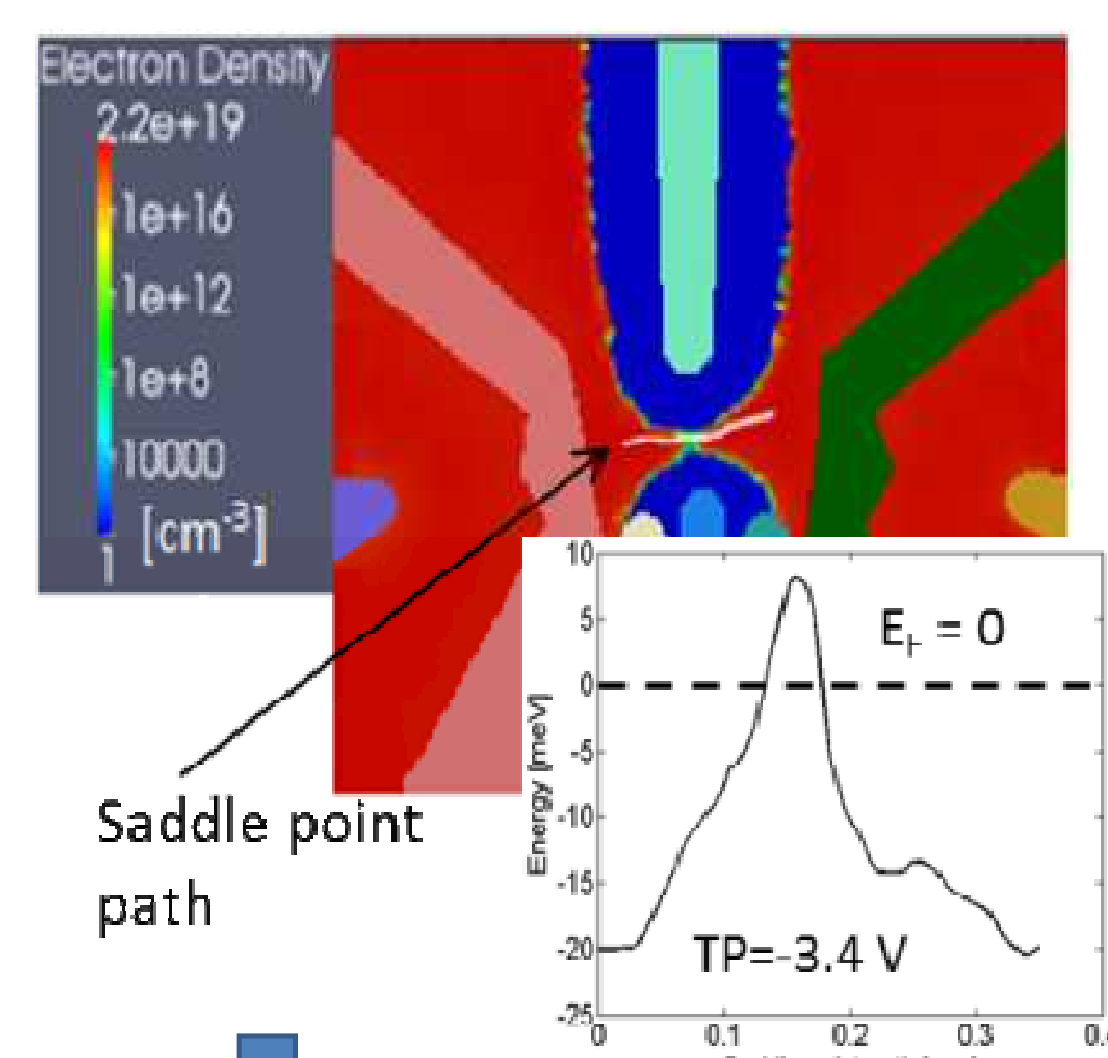 Electron Density
2.2e+19
1e+16
1e+12
1e+8
10000
1
[cm-3]
Saddle point
path
10
5
0
-5
-10
-15
-20
-25
Energy [meV]
EF = 0
TP=-3.4 V
0
0.1
0.2
0.3